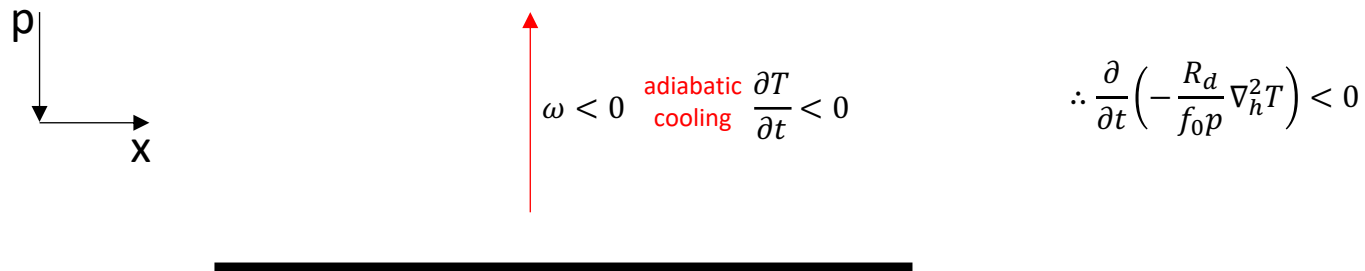 p
x
ω < 0
adiabatic
cooling
∂T/∂t < 0
∴ ∂/∂t(−R_d/(f_0 p) ∇_h^2 T) < 0